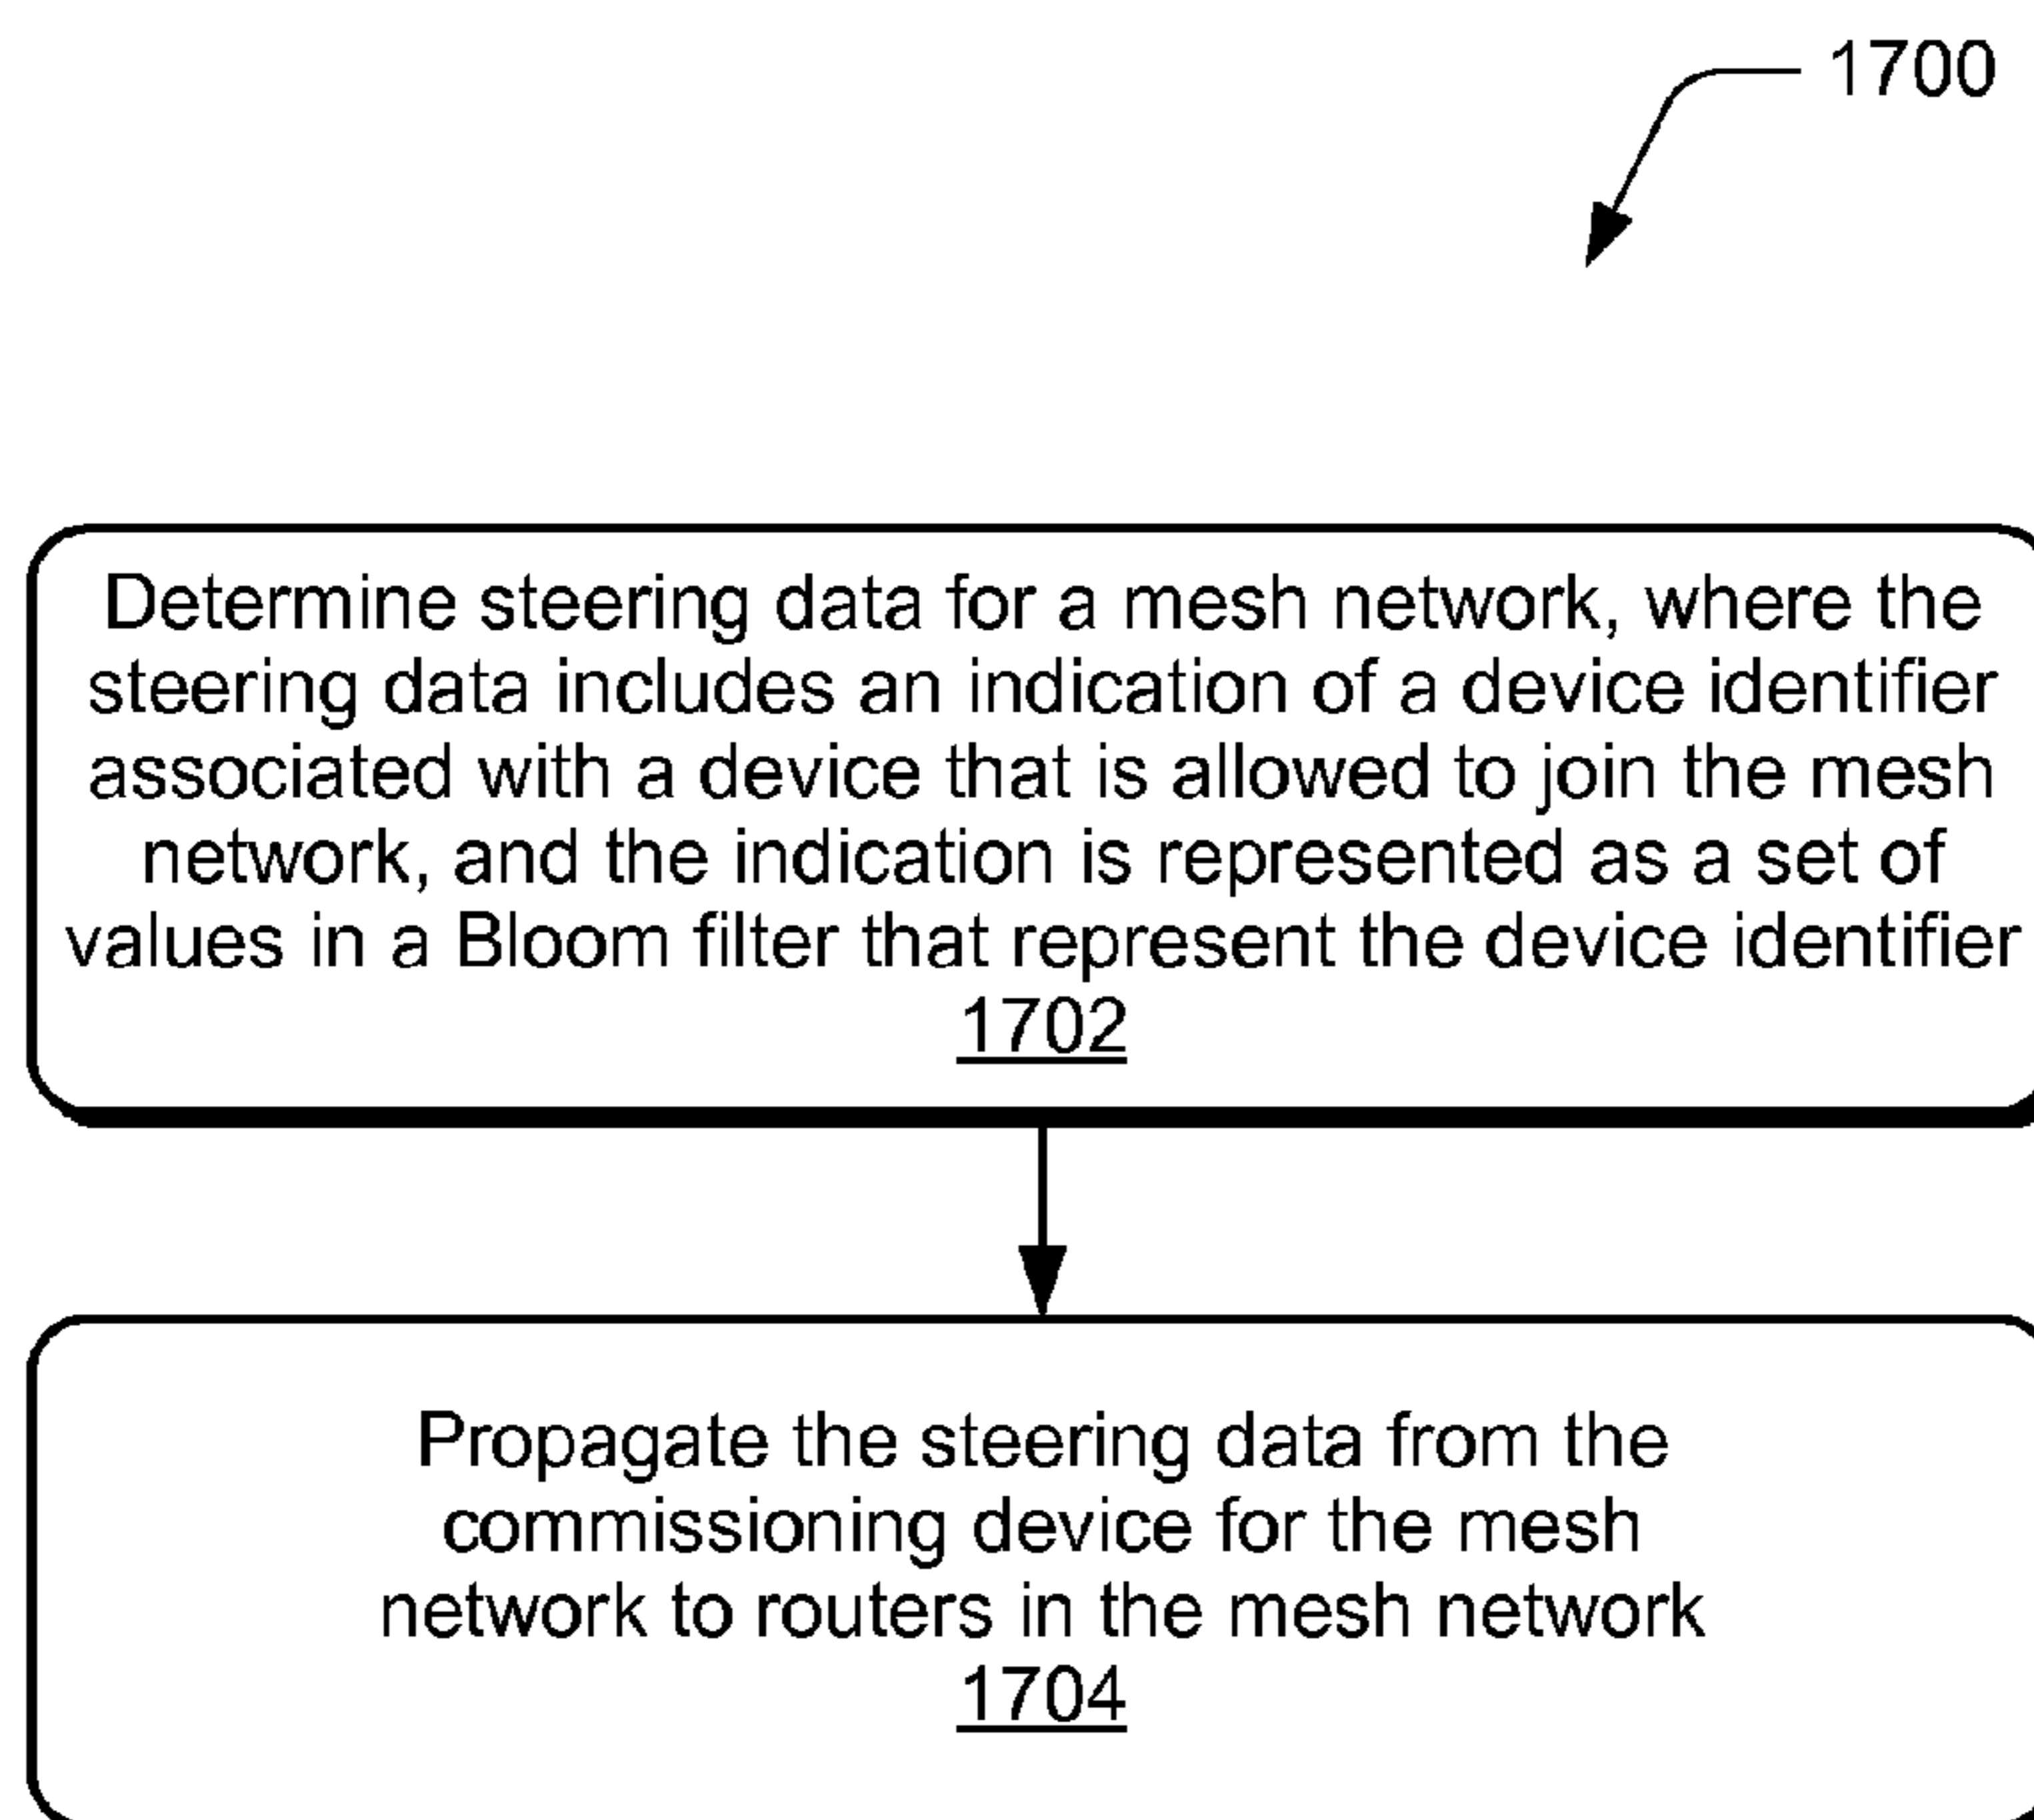 1700
Determine steering data for a mesh network, where the
steering data includes an indication of a device identifier
associated with a device that is allowed to join the mesh
network, and the indication is represented as a set of
values in a Bloom filter that represent the device identifier
1702
Propagate the steering data from the
commissioning device for the mesh
network to routers in the mesh network
1704